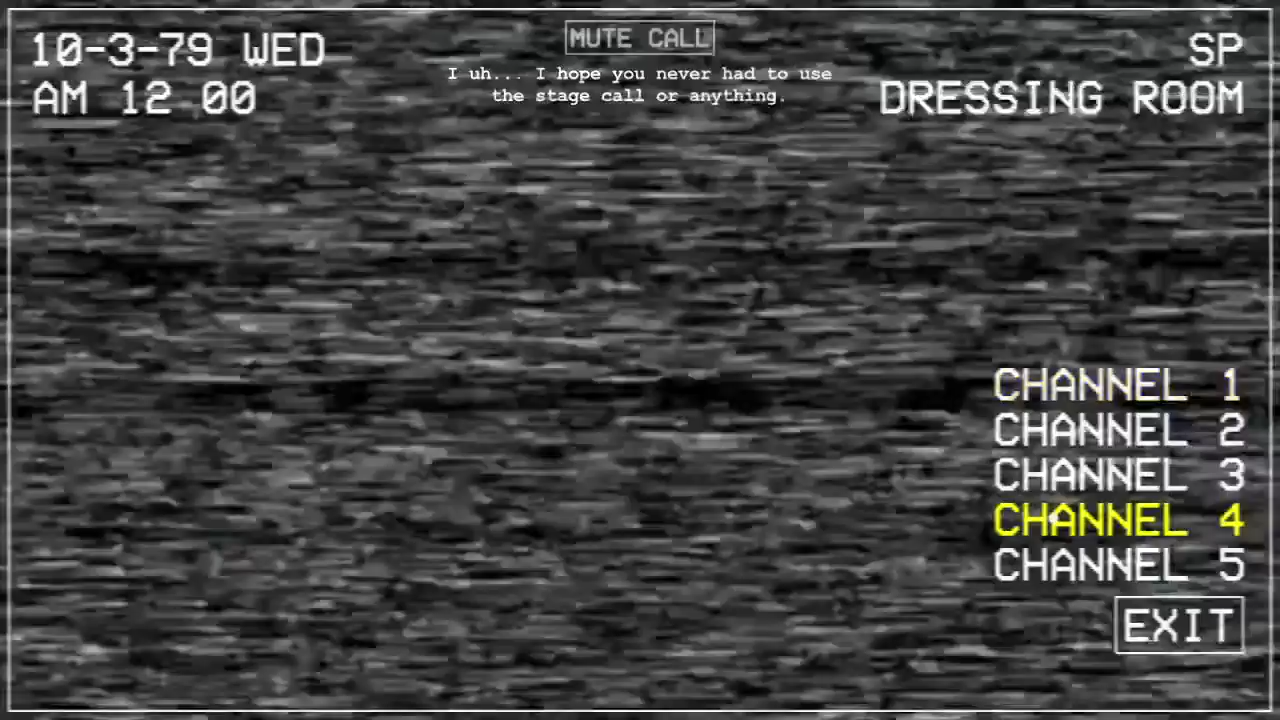 10-3-79 WED
AM 12 00
MUTE CALL
I uh... I hope you never had to use
the stage call or anything.
SP
DRESSING ROOM
CHANNEL 1
CHANNEL 2
CHANNEL 3
CHANNEL 4
CHANNEL 5
EXIT